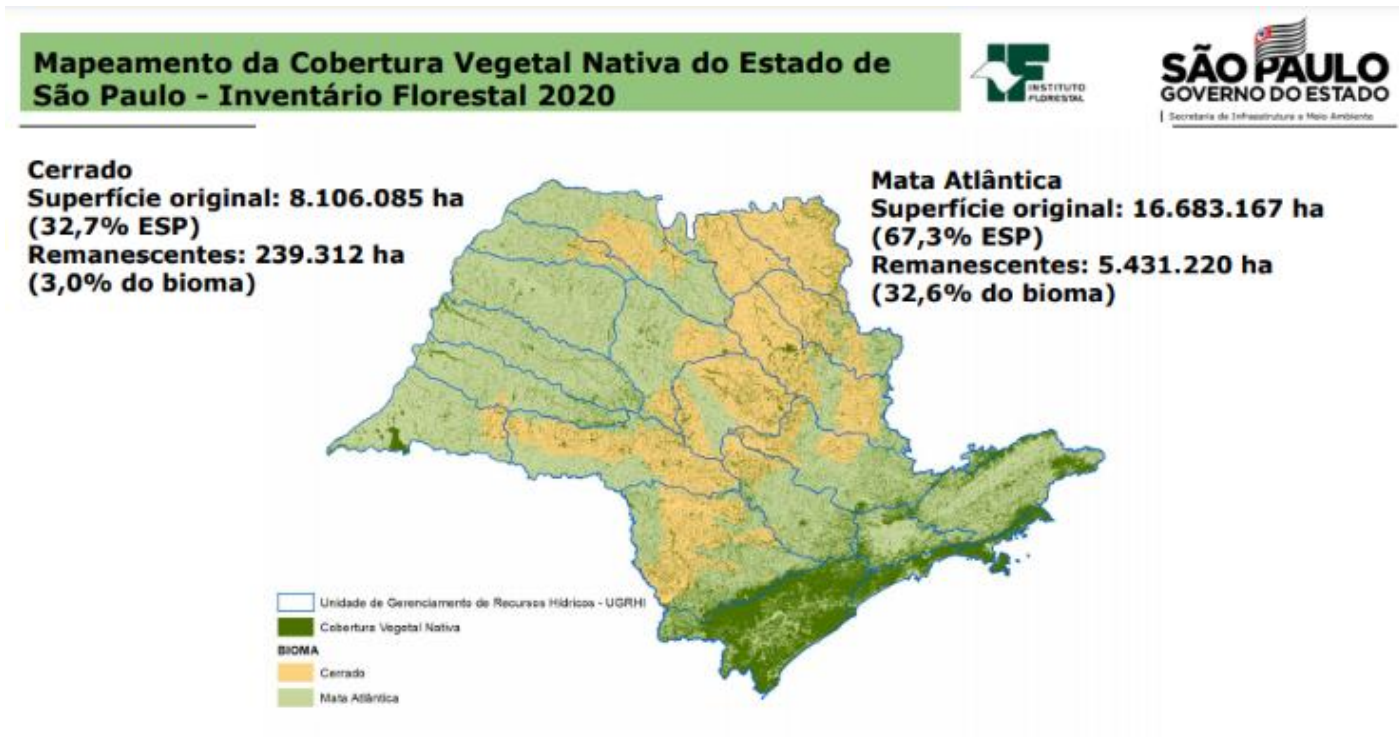 Mapeamento da Cobertura Vegetal Nativa do Estado de
São Paulo - Inventário Florestal 2020
INSTITUTO
FLORESTAL
SÃO PAULO
GOVERNO DO ESTADO
Secretaria de Infraestrutura e Meio Ambiente
Cerrado
Superfície original: 8.106.085 ha
(32,7% ESP)
Remanescentes: 239.312 ha
(3,0% do bioma)
Mata Atlântica
Superfície original: 16.683.167 ha
(67,3% ESP)
Remanescentes: 5.431.220 ha
(32,6% do bioma)
Unidade de Gerenciamento de Recursos Hídricos - UGRHI
Cobertura Vegetal Nativa
BIOMA
Cerrado
Mata Atlântica